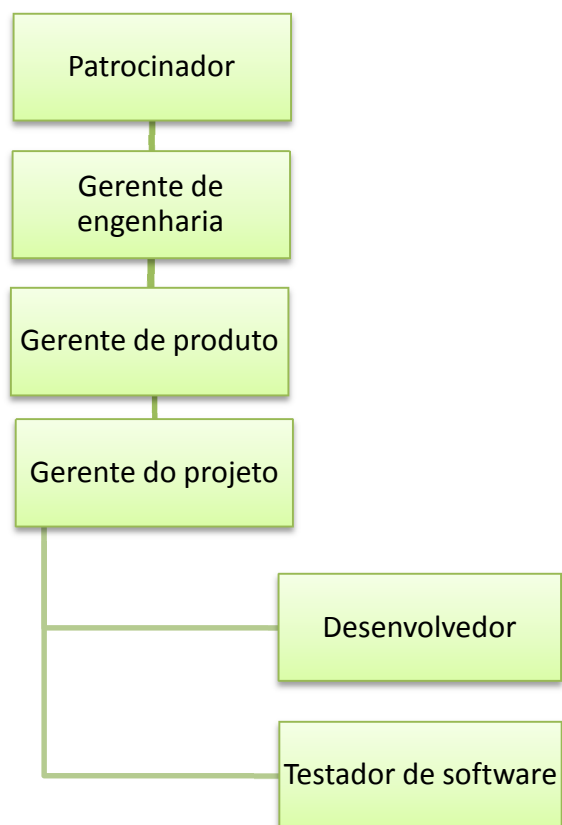 Patrocinador
Gerente de
engenharia
Gerente de produto
Gerente do projeto
Desenvolvedor
Testador de software